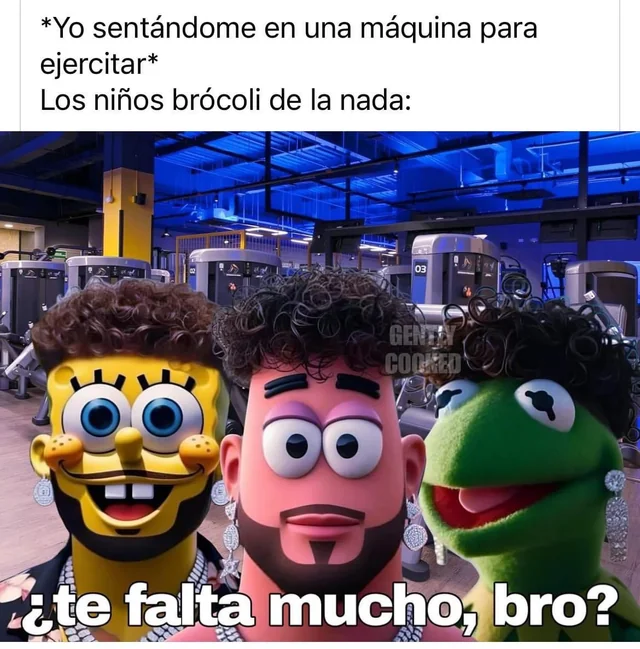 *Yo sentándome en una máquina para
ejercitar*
Los niños brócoli de la nada:
03
GENTLY
COOKED
¿te falta mucho, bro?